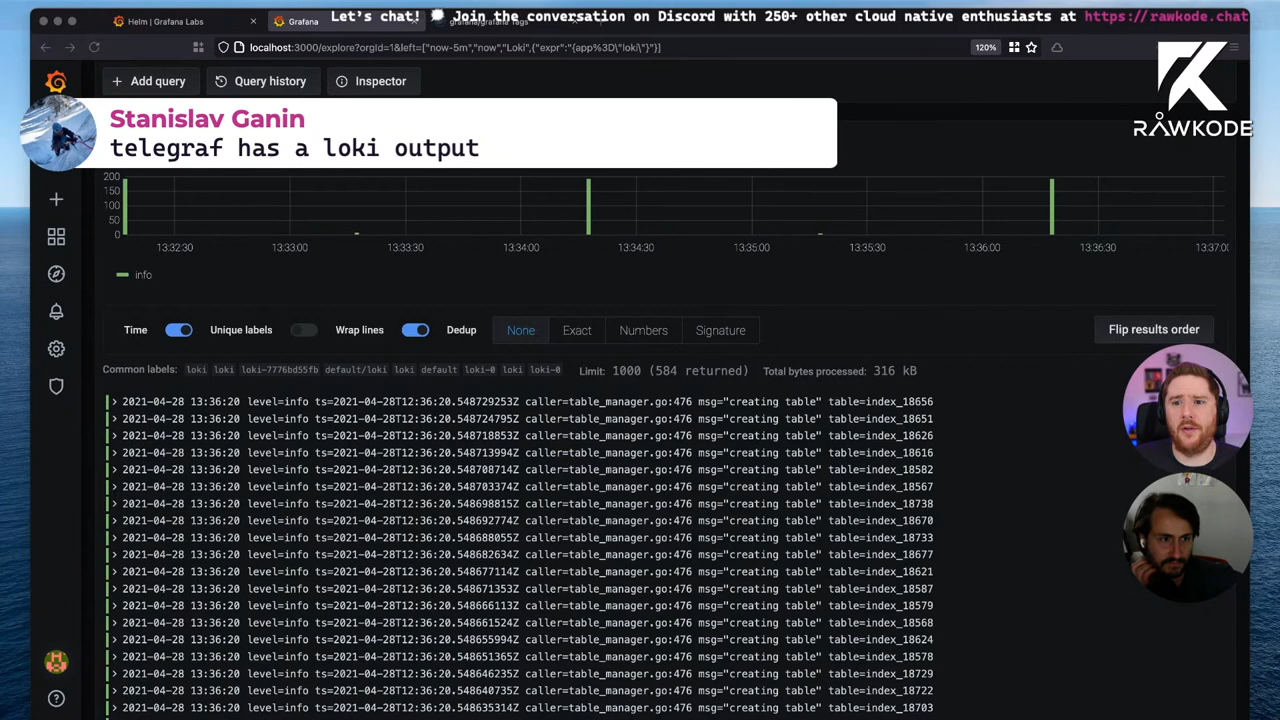 Helm | Grafana Labs
Grafana
grafana/grafana Tags
Let's chat! Join the conversation on Discord with 250+ other cloud native enthusiasts at https://rawkode.chat
localhost:3000/explore?orgId=1&left=["now-5m","now","Loki",{"expr":"{app%3D\"loki\"}"}]
120%
Add query
Query history
Inspector
RAWKODE
Stanislav Ganin
telegraf has a loki output
200
150
100
50
0
13:32:30
13:33:00
13:33:30
13:34:00
13:34:30
13:35:00
13:35:30
13:36:00
13:36:30
13:37:00
info
Time
Unique labels
Wrap lines
Dedup
None
Exact
Numbers
Signature
Flip results order
Common labels: loki loki loki-7776bd55fb default/loki loki default loki-0 loki loki-0 Limit: 1000 (584 returned) Total bytes processed: 316 kB
2021-04-28 13:36:20 level=info ts=2021-04-28T12:36:20.548729253Z caller=table_manager.go:476 msg="creating table" table=index_18656
2021-04-28 13:36:20 level=info ts=2021-04-28T12:36:20.548723725Z caller=table_manager.go:476 msg="creating table" table=index_18651
2021-04-28 13:36:20 level=info ts=2021-04-28T12:36:20.548718598Z caller=table_manager.go:476 msg="creating table" table=index_18626
2021-04-28 13:36:20 level=info ts=2021-04-28T12:36:20.548713696Z caller=table_manager.go:476 msg="creating table" table=index_18616
2021-04-28 13:36:20 level=info ts=2021-04-28T12:36:20.548708714Z caller=table_manager.go:476 msg="creating table" table=index_18582
2021-04-28 13:36:20 level=info ts=2021-04-28T12:36:20.548703374Z caller=table_manager.go:476 msg="creating table" table=index_18567
2021-04-28 13:36:20 level=info ts=2021-04-28T12:36:20.548698815Z caller=table_manager.go:476 msg="creating table" table=index_18738
2021-04-28 13:36:20 level=info ts=2021-04-28T12:36:20.548692774Z caller=table_manager.go:476 msg="creating table" table=index_18670
2021-04-28 13:36:20 level=info ts=2021-04-28T12:36:20.548688855Z caller=table_manager.go:476 msg="creating table" table=index_18733
2021-04-28 13:36:20 level=info ts=2021-04-28T12:36:20.548682634Z caller=table_manager.go:476 msg="creating table" table=index_18677
2021-04-28 13:36:20 level=info ts=2021-04-28T12:36:20.548677114Z caller=table_manager.go:476 msg="creating table" table=index_18621
2021-04-28 13:36:20 level=info ts=2021-04-28T12:36:20.548671353Z caller=table_manager.go:476 msg="creating table" table=index_18587
2021-04-28 13:36:20 level=info ts=2021-04-28T12:36:20.548666113Z caller=table_manager.go:476 msg="creating table" table=index_18579
2021-04-28 13:36:20 level=info ts=2021-04-28T12:36:20.548661524Z caller=table_manager.go:476 msg="creating table" table=index_18568
2021-04-28 13:36:20 level=info ts=2021-04-28T12:36:20.548655994Z caller=table_manager.go:476 msg="creating table" table=index_18624
2021-04-28 13:36:20 level=info ts=2021-04-28T12:36:20.548651365Z caller=table_manager.go:476 msg="creating table" table=index_18578
2021-04-28 13:36:20 level=info ts=2021-04-28T12:36:20.548646285Z caller=table_manager.go:476 msg="creating table" table=index_18729
2021-04-28 13:36:20 level=info ts=2021-04-28T12:36:20.548640735Z caller=table_manager.go:476 msg="creating table" table=index_18722
2021-04-28 13:36:20 level=info ts=2021-04-28T12:36:20.548635314Z caller=table_manager.go:476 msg="creating table" table=index_18703